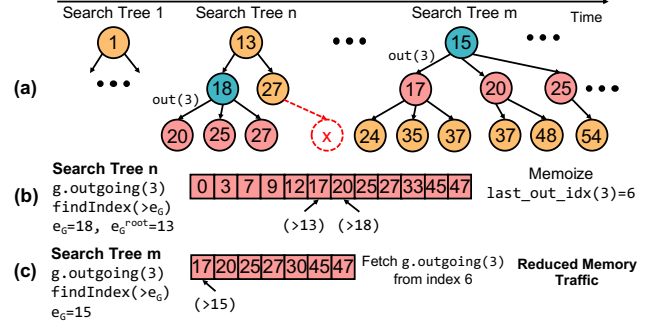 Search Tree 1
Search Tree n
Search Tree m
Time
1
13
15
out(3)
(a)
out(3)
18
27
17
20
25
20
25
27
x
24
35
37
37
48
54
(b)
Search Tree n
g.outgoing(3)
findIndex(>eG)
eG=18, eGroot=13
0 3 7 9 12 17 20 25 27 33 45 47
(>13)
(>18)
Memoize
last_out_idx(3)=6
(c)
Search Tree m
g.outgoing(3)
findIndex(>eG)
eG=15
17 20 25 27 30 45 47
(>15)
Fetch g.outgoing(3)
from index 6
Reduced Memory
Traffic